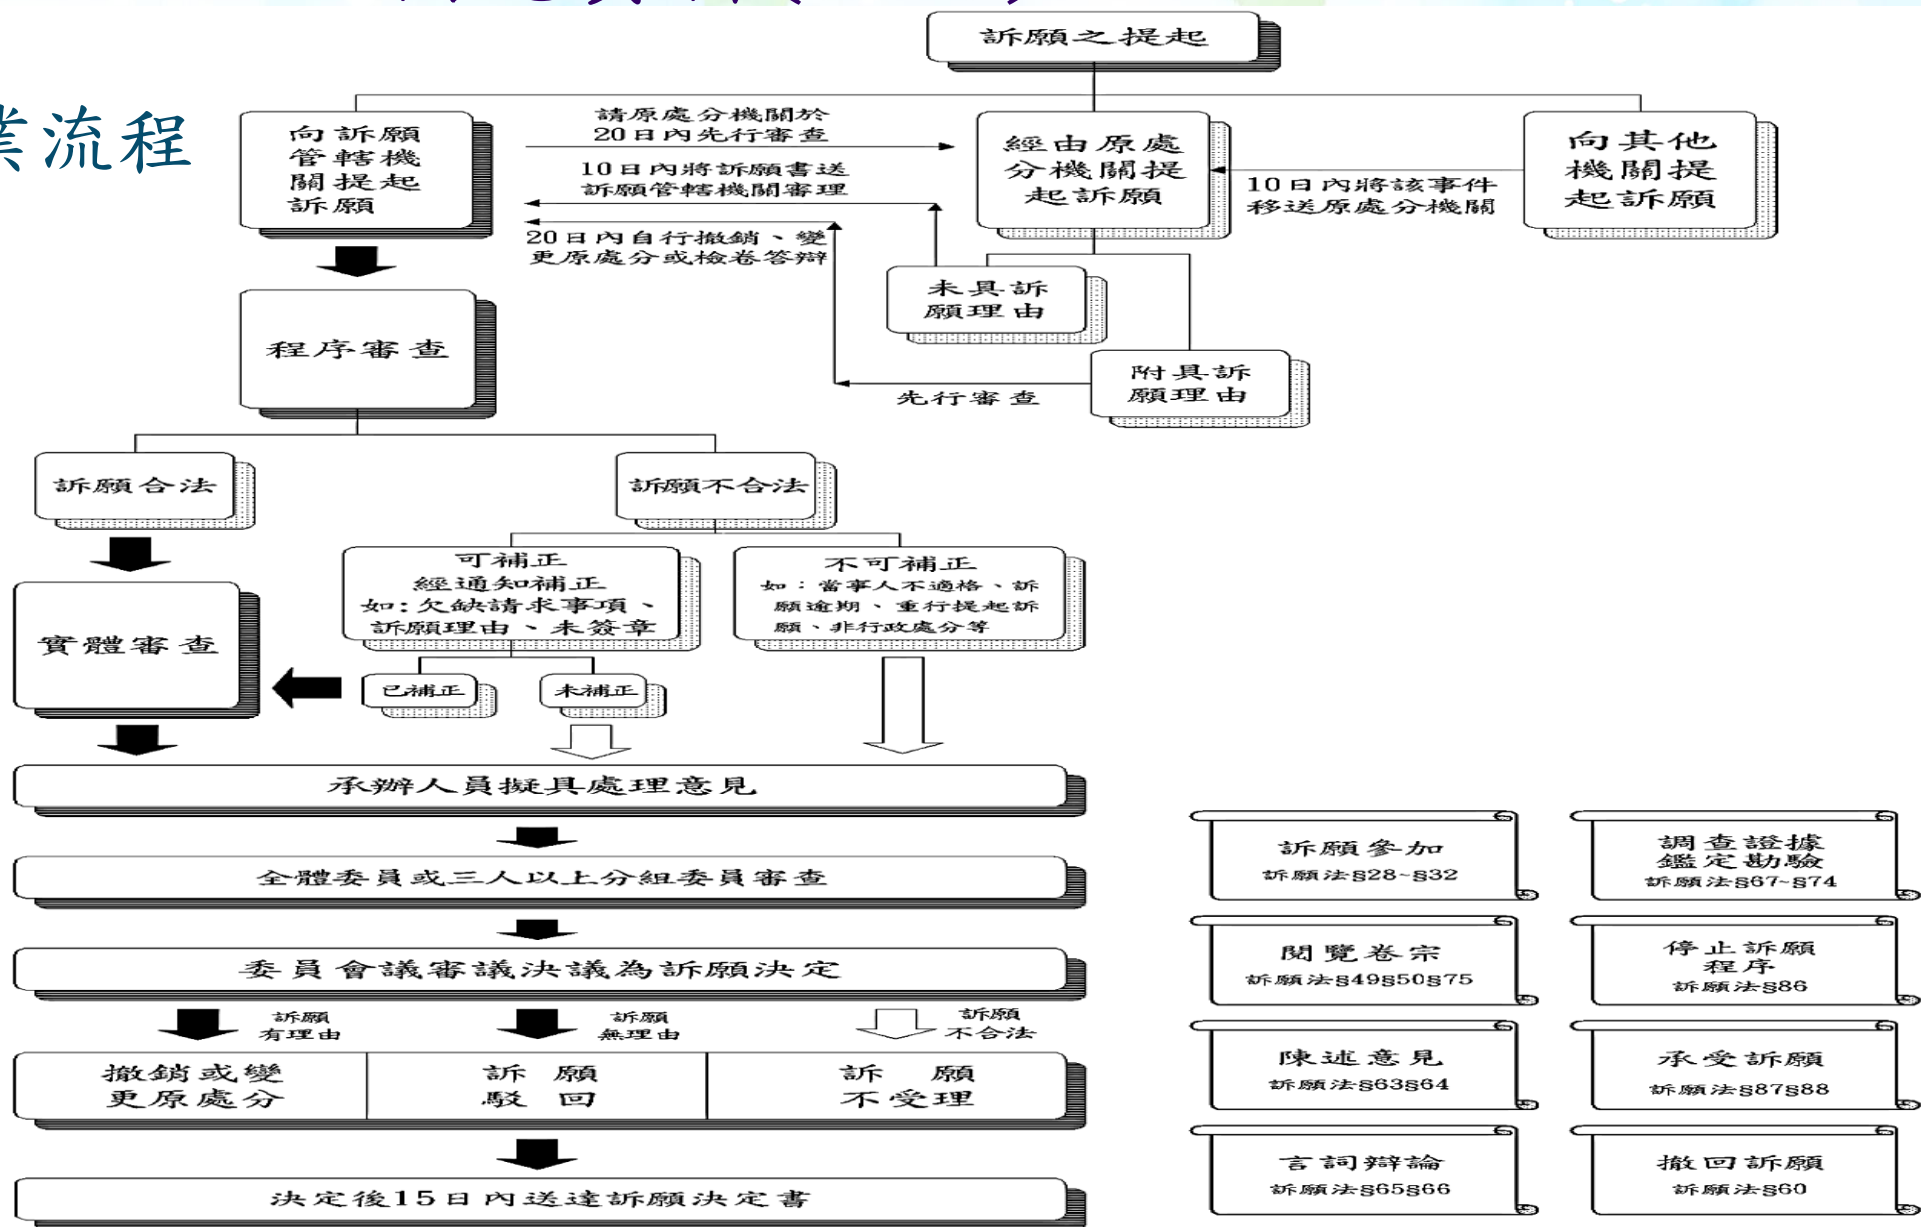 業流程
訴願之提起
向訴願
管轄機
關提起
訴願
請原處分機關於
20日內先行審查
10日內將訴願書送
訴願管轄機關審理
20日內自行撤銷、變
更原處分或檢卷答辯
經由原處
分機關提
起訴願
10日內將該事件
移送原處分機關
向其他
機關提
起訴願
未具訴
願理由
附具訴
願理由
先行審查
程序審查
訴願合法
訴願不合法
可補正
經通知補正
如:欠缺請求事項、
訴願理由、未簽章
不可補正
如:當事人不適格、訴
願逾期、重行提起訴
願、非行政處分等
實體審查
已補正
未補正
承辦人員擬具處理意見
全體委員或三人以上分組委員審查
委員會議審議決議為訴願決定
訴願
有理由
訴願
無理由
訴願
不合法
撤銷或變
更原處分
訴願
駁回
訴願
不受理
決定後15日內送達訴願決定書
訴願參加
訴願法§28~§32
調查證據
鑑定勘驗
訴願法§67~§74
閱覽卷宗
訴願法§49§50§75
停止訴願
程序
訴願法§86
陳述意見
訴願法§63§64
承受訴願
訴願法§87§88
言詞辯論
訴願法§65§66
撤回訴願
訴願法§60